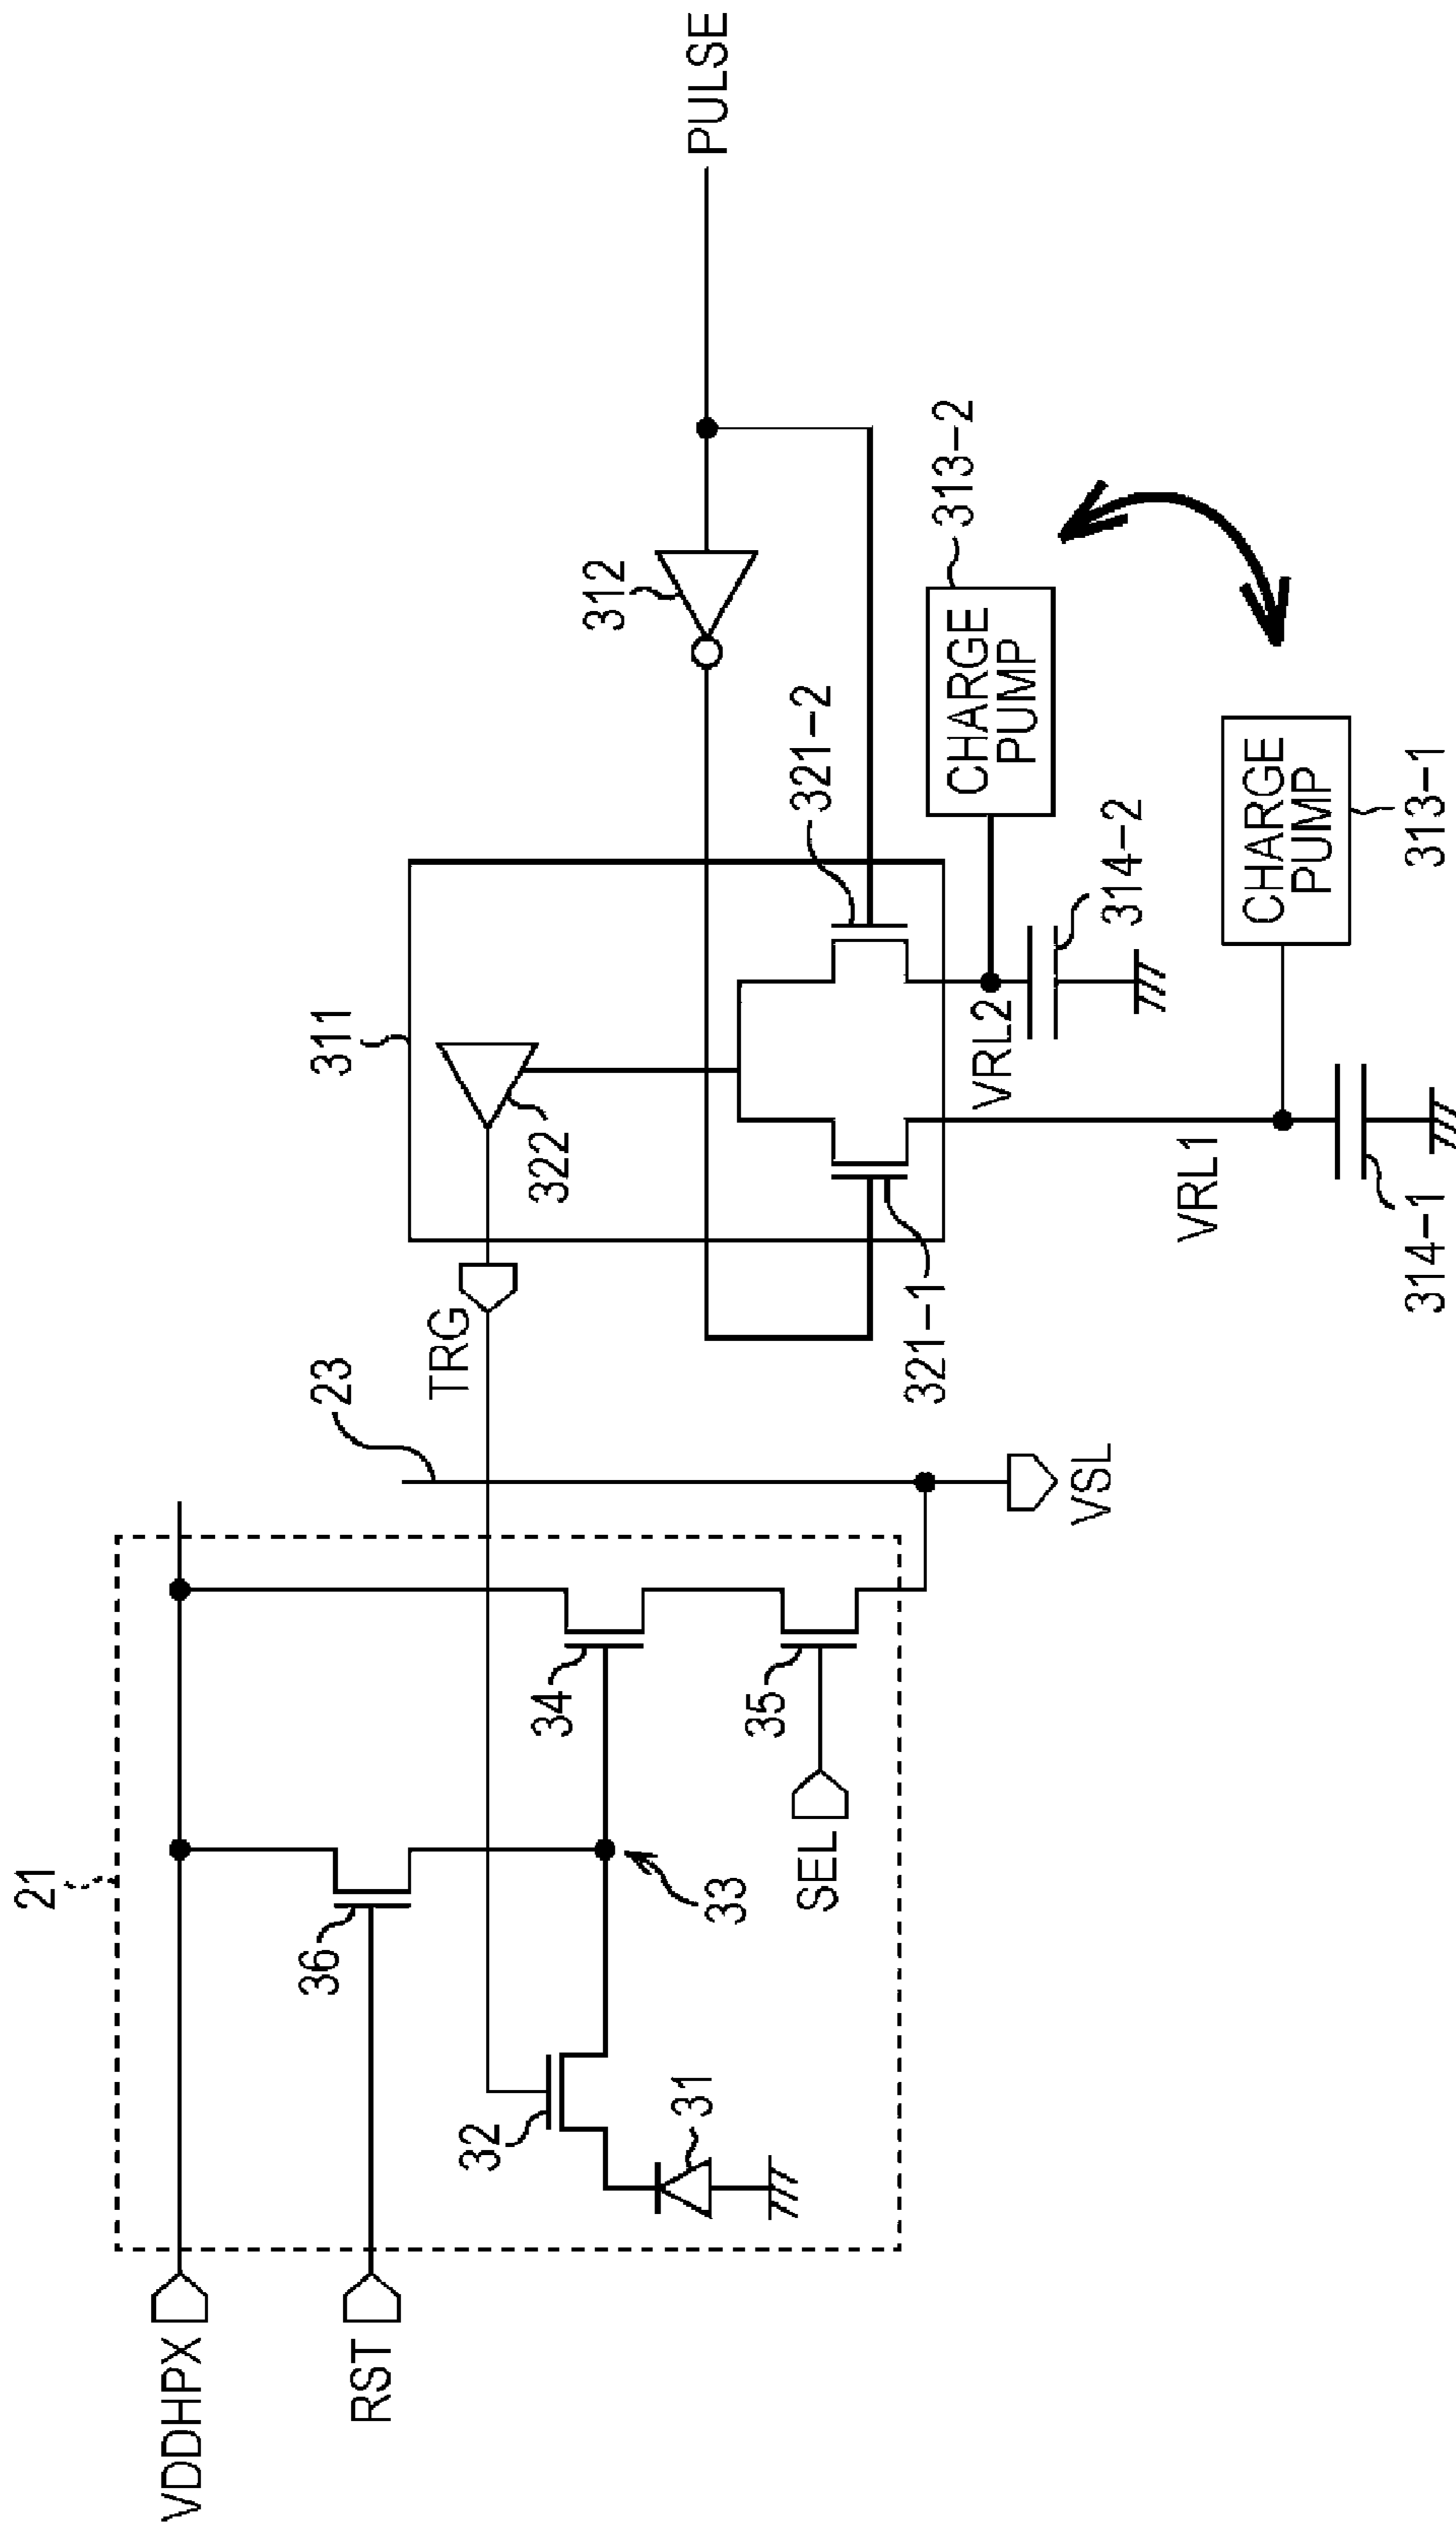 21
VDDHPX
RST
36
32
31
33
34
35
SEL
23
VSL
TRG
311
322
321-1
321-2
312
PULSE
VRL2
VRL1
CHARGE
PUMP
313-2
314-2
CHARGE
PUMP
313-1
314-1